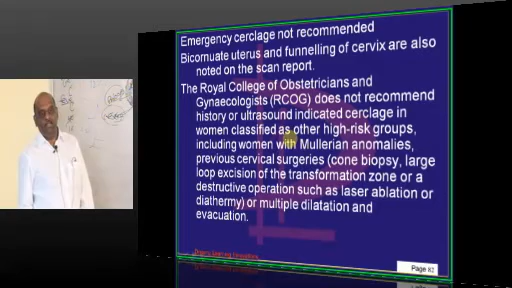 Emergency cerclage not recommended
Bicornuate uterus and funnelling of cervix are also
noted on the scan report.
The Royal College of Obstetricians and
Gynaecologists (RCOG) does not recommend
history or ultrasound indicated cerclage in
women classified as other high-risk groups,
including women with Mullerian anomalies,
previous cervical surgeries (cone biopsy, large
loop excision of the transformation zone or a
destructive operation such as laser ablation or
diathermy) or multiple dilatation and
evacuation.
Page 83